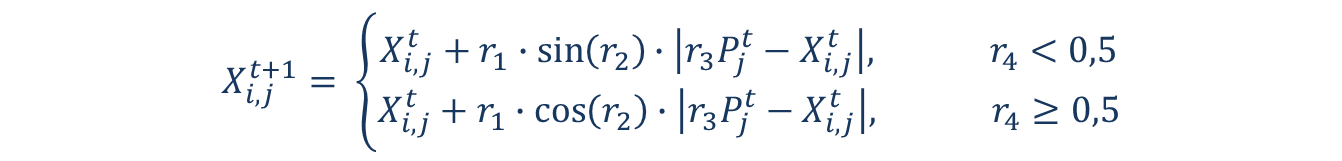 X_{i,j}^{t+1} = { X_{i,j}^{t} + r_1 · sin(r_2) · |r_3 P_j^t − X_{i,j}^t|, r_4 < 0,5
X_{i,j}^{t} + r_1 · cos(r_2) · |r_3 P_j^t − X_{i,j}^t|, r_4 ≥ 0,5